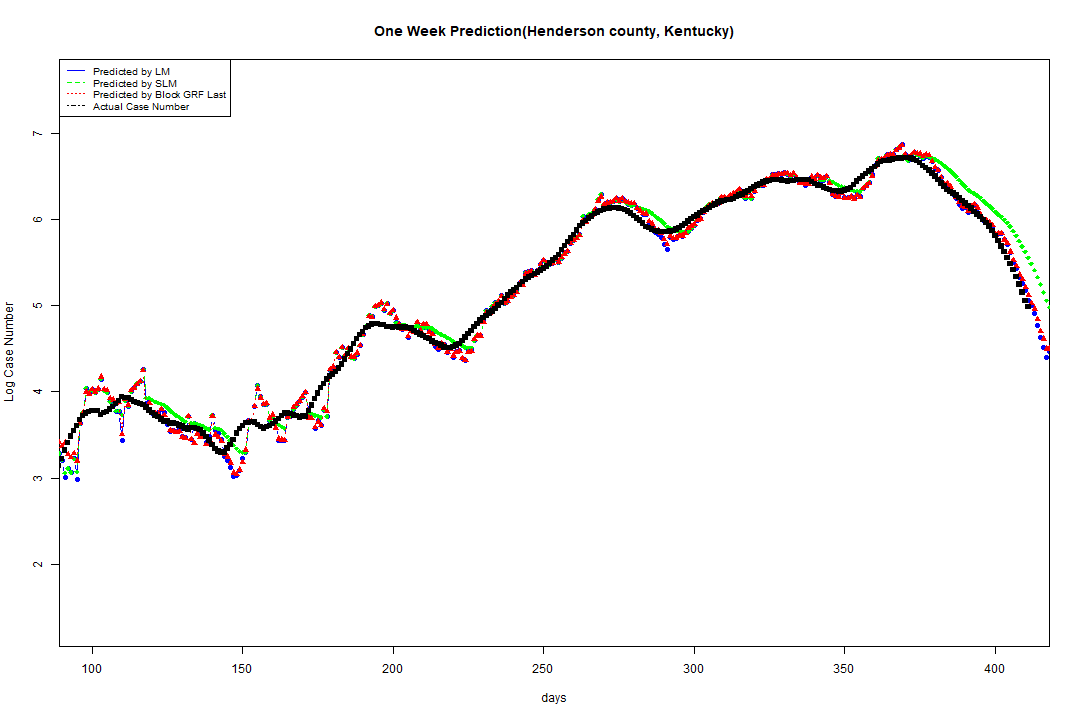 One Week Prediction(Henderson county, Kentucky)
Predicted by LM
Predicted by SLM
Predicted by Block GRF Last
Actual Case Number
7
6
5
4
3
2
Log Case Number
100 150 200 250 300 350 400
days